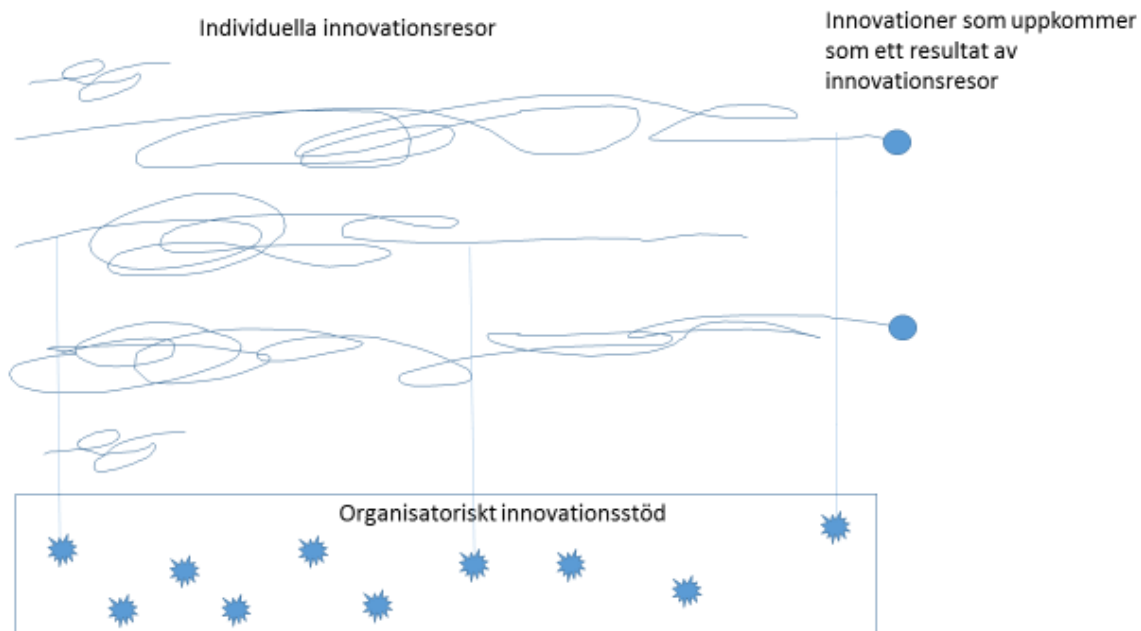 Individuella innovationsresor
Innovationer som uppkommer
som ett resultat av
innovationsresor
Organisatoriskt innovationsstöd